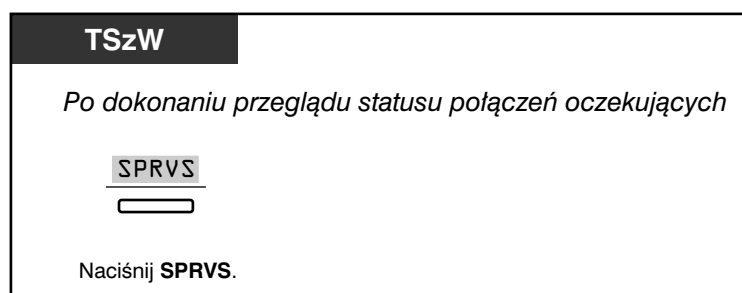 TSzW
Po dokonaniu przeglądu statusu połączeń oczekujących
SPRVS
Naciśnij SPRVS.